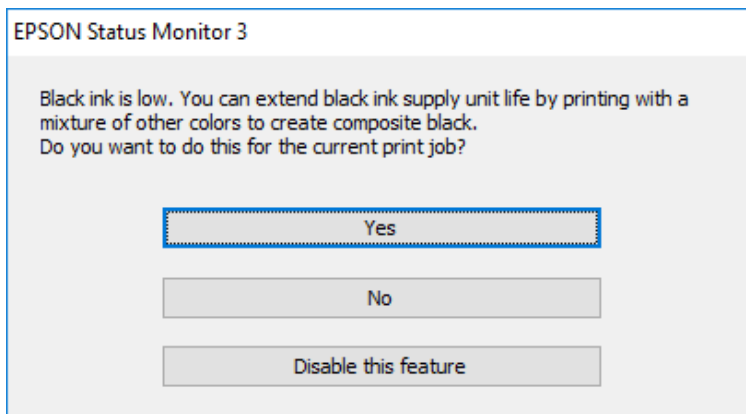 EPSON Status Monitor 3
Black ink is low. You can extend black ink supply unit life by printing with a
mixture of other colors to create composite black.
Do you want to do this for the current print job?
Yes
No
Disable this feature